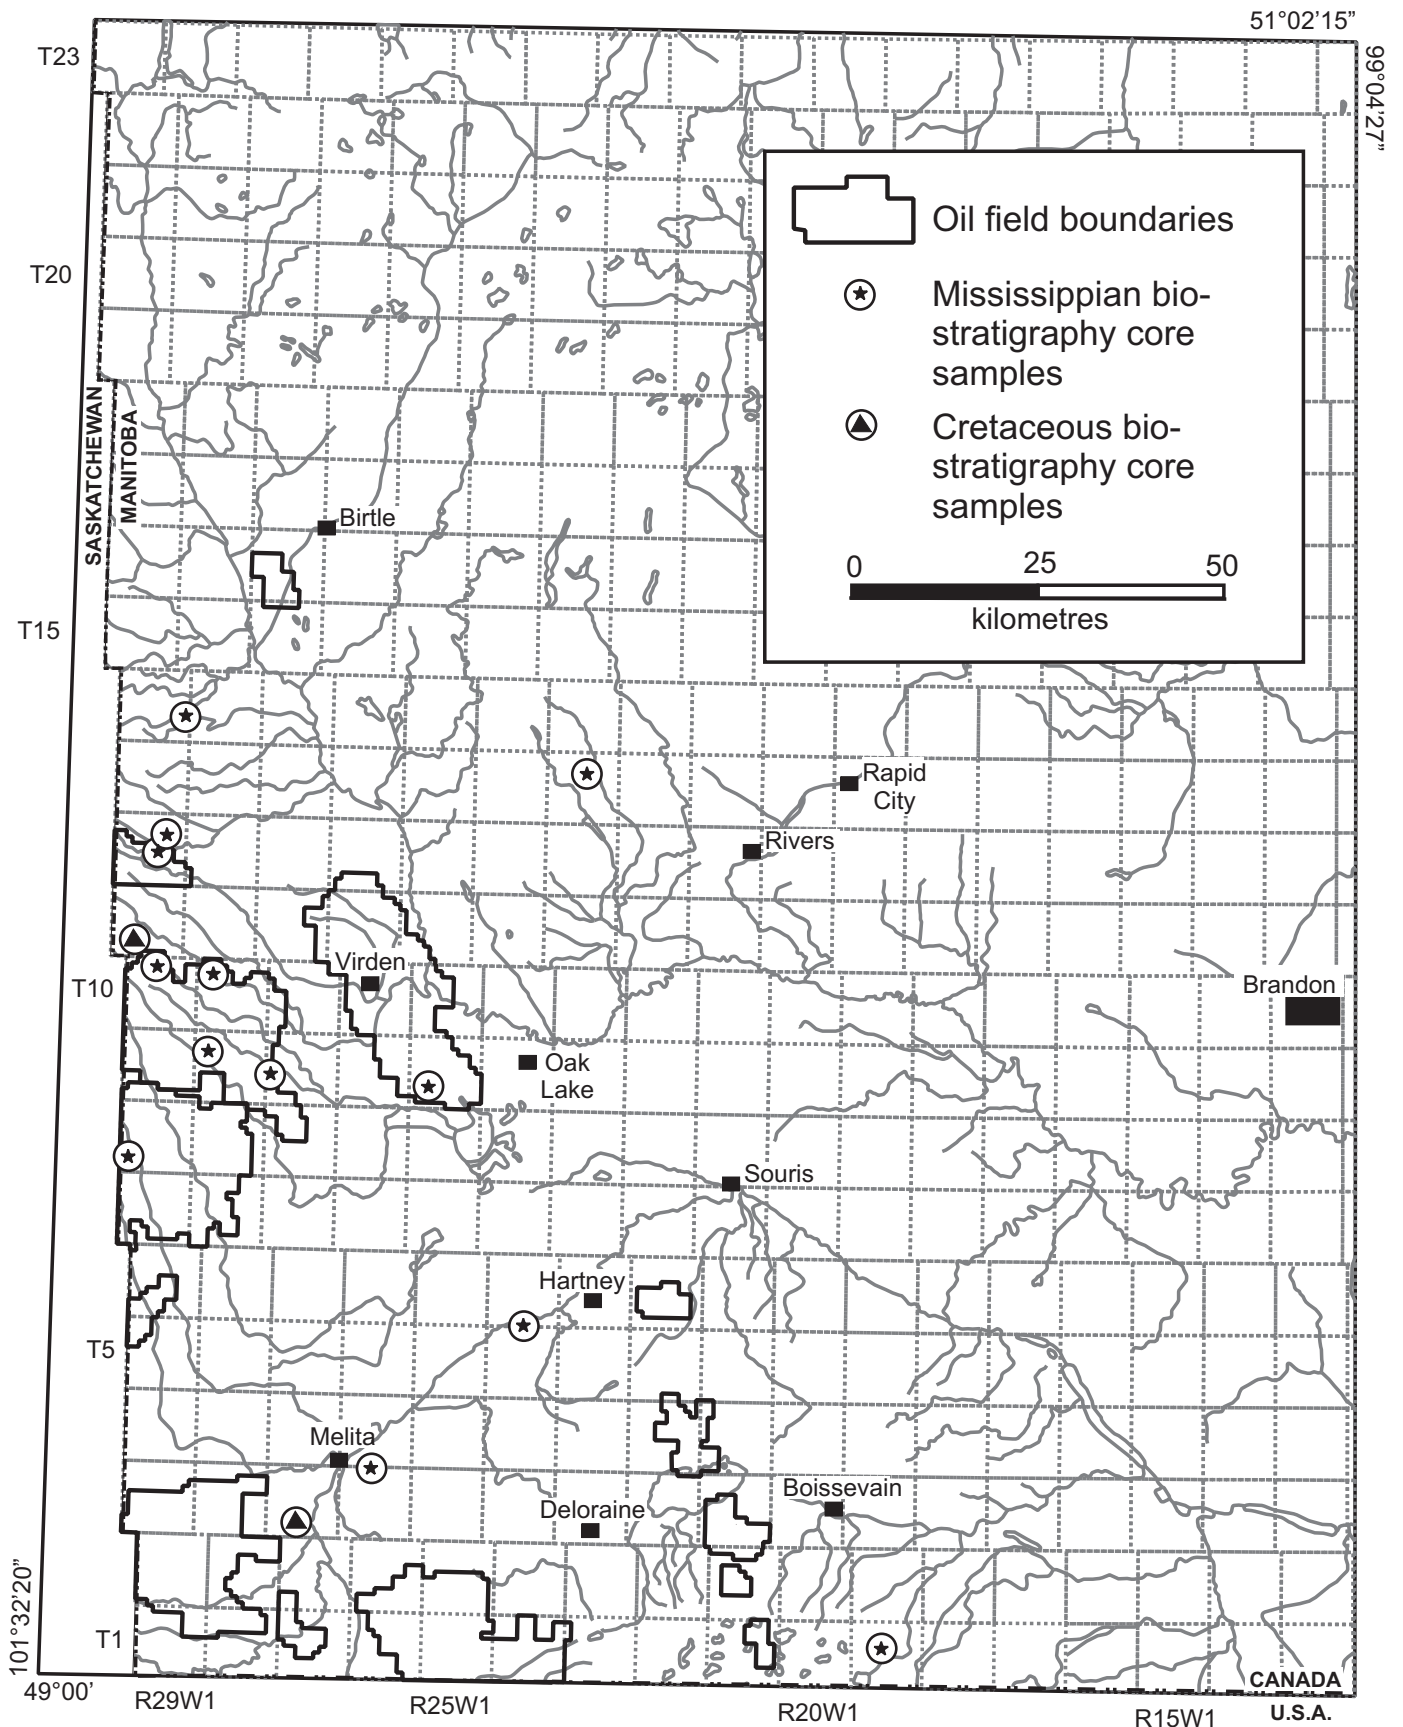 51°02'15"
99°04'27"
T23
T20
T15
T10
T5
T1
SASKATCHEWAN
MANITOBA
Oil field boundaries
Mississippian bio-
stratigraphy core
samples
Cretaceous bio-
stratigraphy core
samples
0 25 50
kilometres
Birtle
Rapid
City
Rivers
Virden
Brandon
Oak
Lake
Souris
Hartney
Melita
Boissevain
Deloraine
101°32'20"
49°00'
R29W1
R25W1
R20W1
R15W1
CANADA
U.S.A.